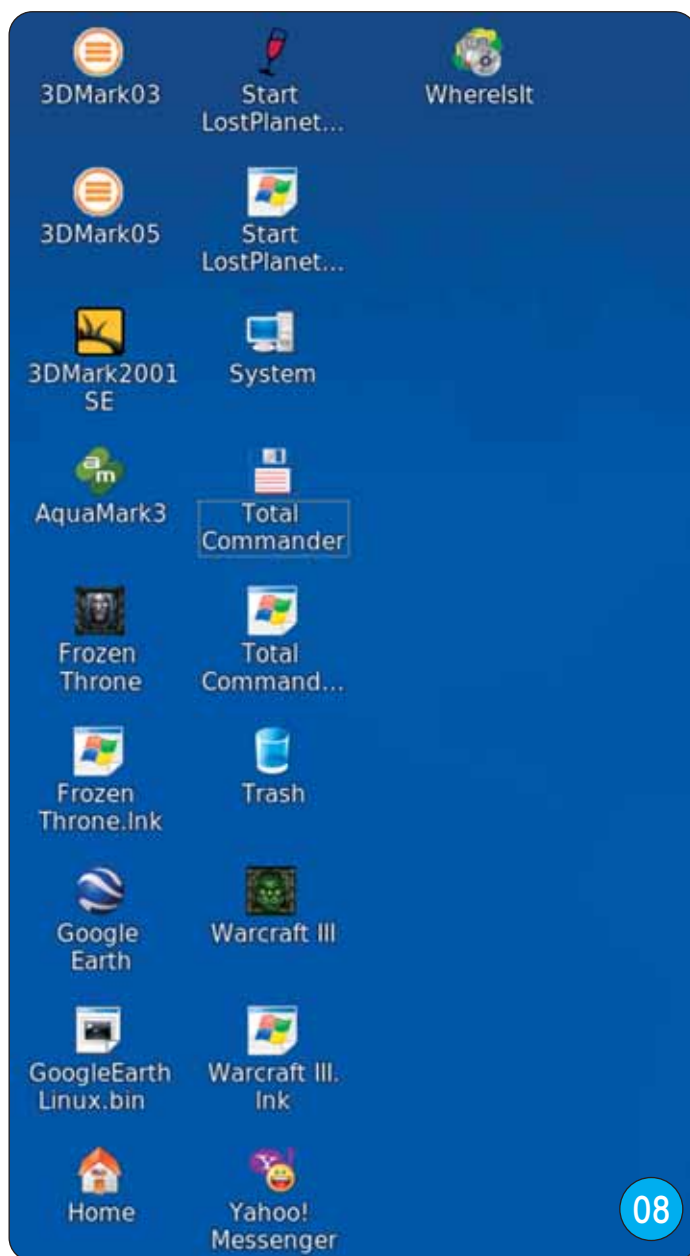 3DMark03
Start
LostPlanet...
WhereIsIt
3DMark05
Start
LostPlanet...
3DMark2001
SE
System
am
AquaMark3
Total
Commander
Frozen
Throne
Total
Command...
Frozen
Throne.lnk
Trash
Google
Earth
Warcraft III
GoogleEarth
Linux.bin
Warcraft III.
lnk
Home
Y!
Yahoo!
Messenger
08